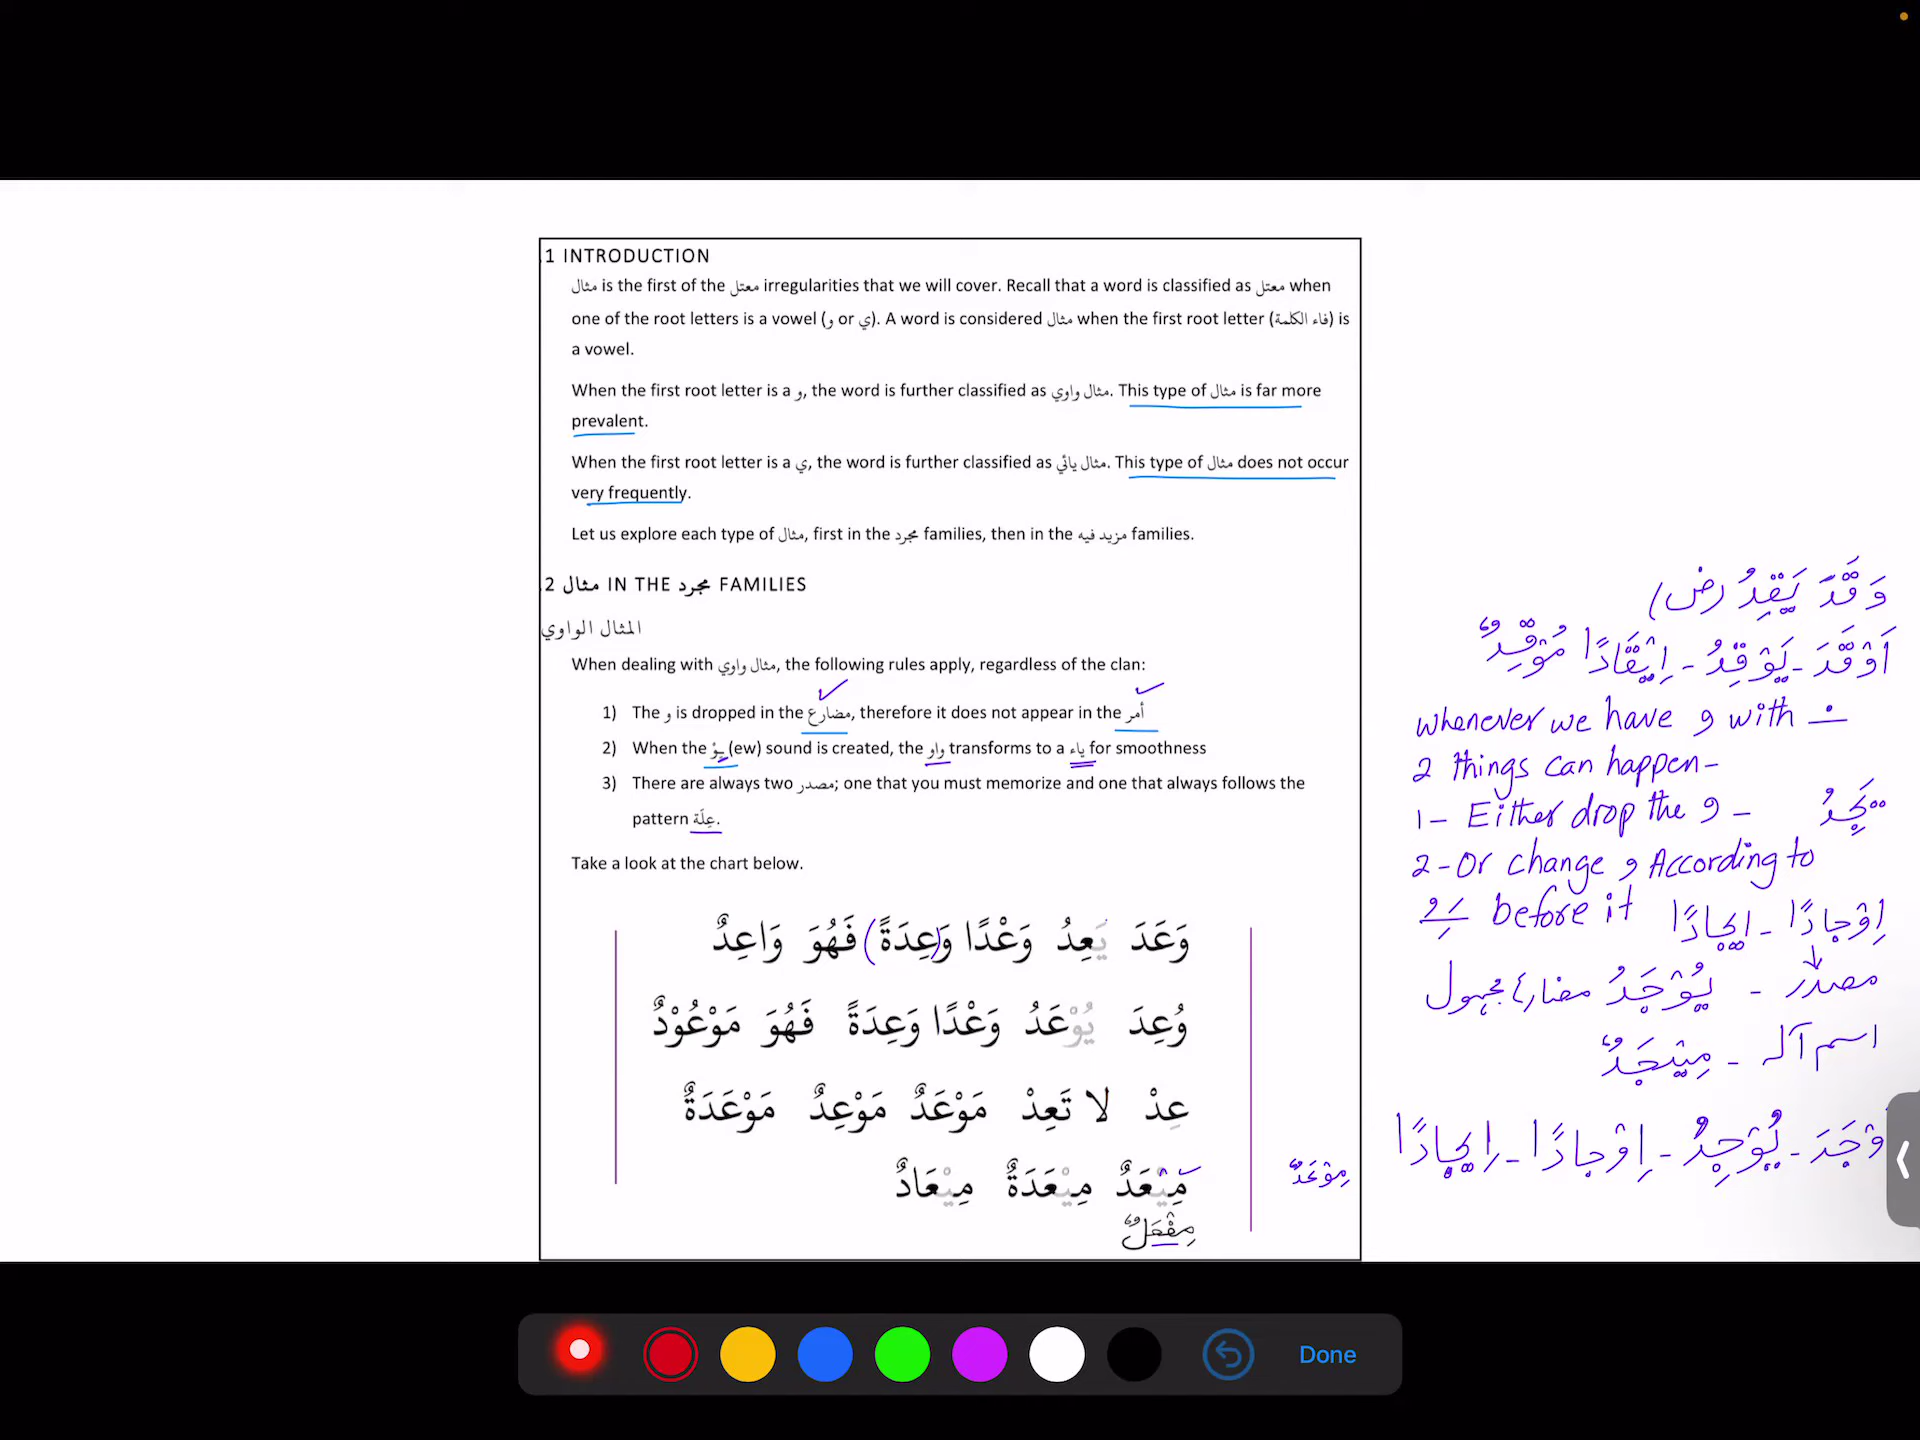 .1 INTRODUCTION
مثال is the first of the معتل irregularities that we will cover. Recall that a word is classified as معتل when
one of the root letters is a vowel (و or ي). A word is considered مثال when the first root letter (فاء الكلمة) is
a vowel.
When the first root letter is a و, the word is further classified as مثال واوي. This type of مثال is far more
prevalent.
When the first root letter is a ي, the word is further classified as مثال يائي. This type of مثال does not occur
very frequently.
Let us explore each type of مثال, first in the مجرد families, then in the مزيد فيه families.
.2 مثال IN THE مجرد FAMILIES
المثال الواوي
When dealing with مثال واوي, the following rules apply, regardless of the clan:
1) The و is dropped in the مضارع, therefore it does not appear in the أمر
2) When the ـِوْ (ew) sound is created, the واو transforms to a ياء for smoothness
3) There are always two مصدر; one that you must memorize and one that always follows the
pattern عِلَة.
Take a look at the chart below.
وَعَدَ يَعِدُ وَعْدًا وَ(عِدَةً) فَهُوَ وَاعِدٌ
وُعِدَ يُوْعَدُ وَعْدًا وَعِدَةً فَهُوَ مَوْعُوْدٌ
عِدْ لا تَعِدْ مَوْعَدٌ مَوْعِدٌ مَوْعَدَةٌ
مِيْعَدٌ مِيْعَدَةٌ مِيْعَادٌ
مِفْعَلٌ
مِوْعَدٌ
وَقَدَ يَقِدُ (ض)
اَوْقَدَ - يُوْقِدُ - اِيْقَادًا مُوْقِدٌ
whenever we have و with ـْ
2 things can happen-
1- Either drop the و - يَجِدُ
2- Or change و According to
before it اِوْجادًا - اِيْجادًا
مصدر - يُوْجَدُ مضارع مجهول
اسم آلہ - مِيْجَدٌ
اَوْجَدَ - يُوْجِدُ - اِوْجادًا - اِيْجادًا
Done